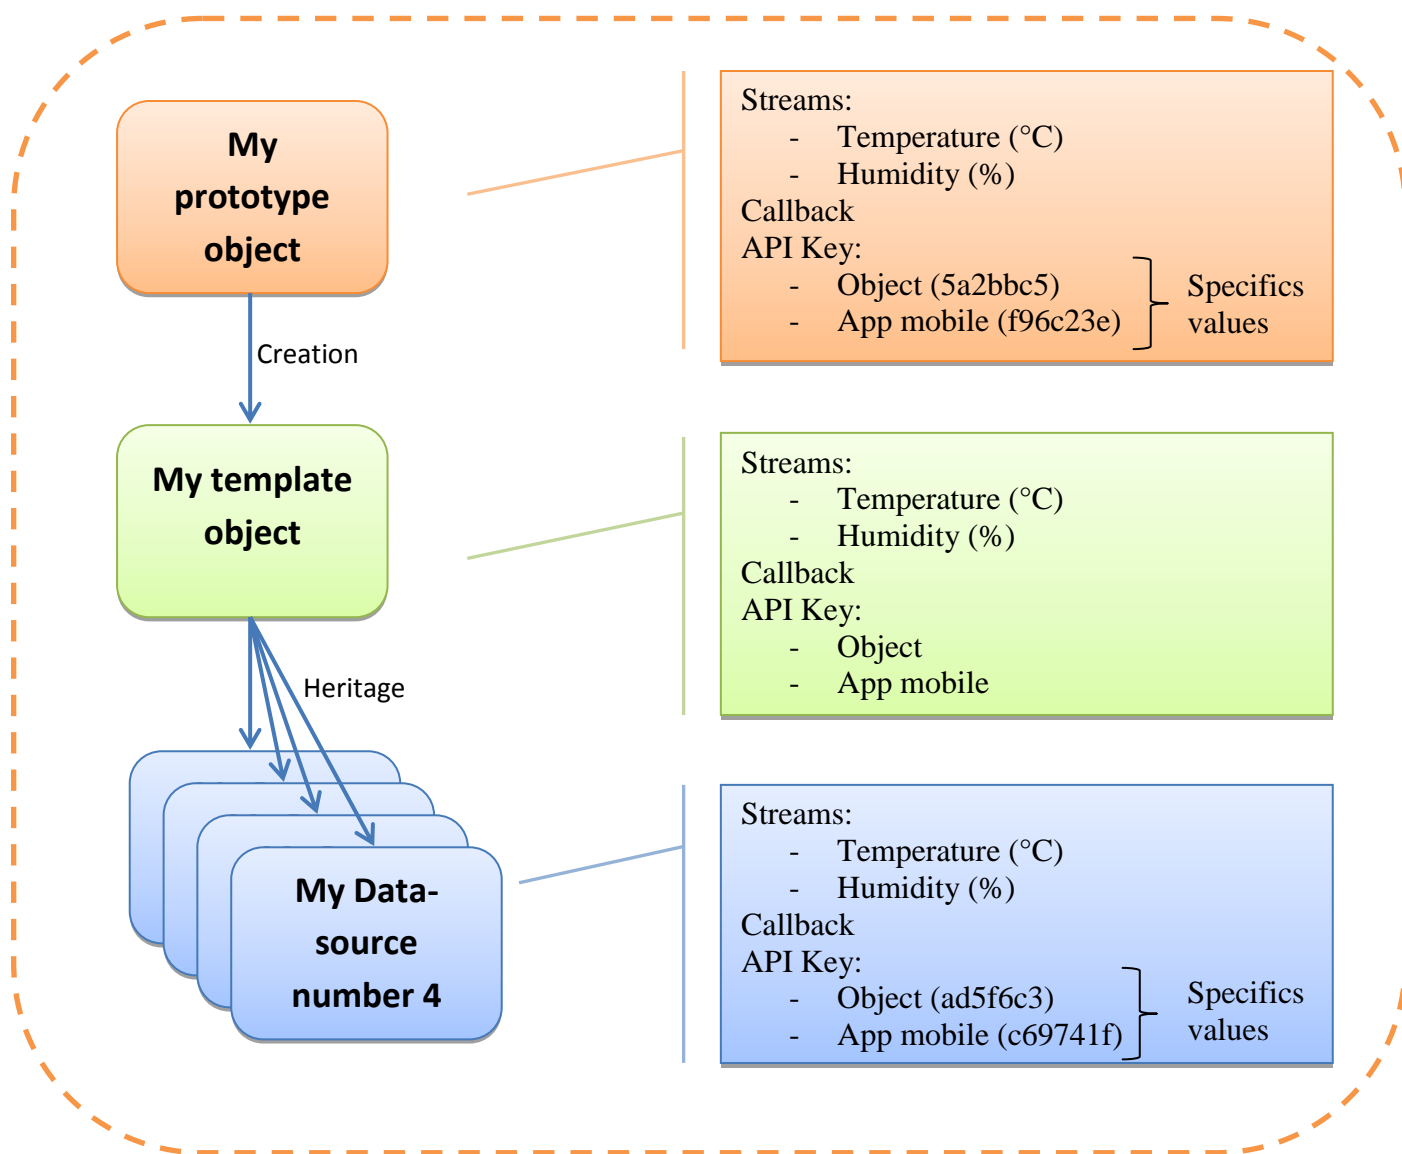 My
prototype
object
Creation
My template
object
Heritage
My Data-
source
number 4
Streams:
- Temperature (°C)
- Humidity (%)
Callback
API Key:
- Object (5a2bbc5)
- App mobile (f96c23e)
Specifics
values
Streams:
- Temperature (°C)
- Humidity (%)
Callback
API Key:
- Object
- App mobile
Streams:
- Temperature (°C)
- Humidity (%)
Callback
API Key:
- Object (ad5f6c3)
- App mobile (c69741f)
Specifics
values